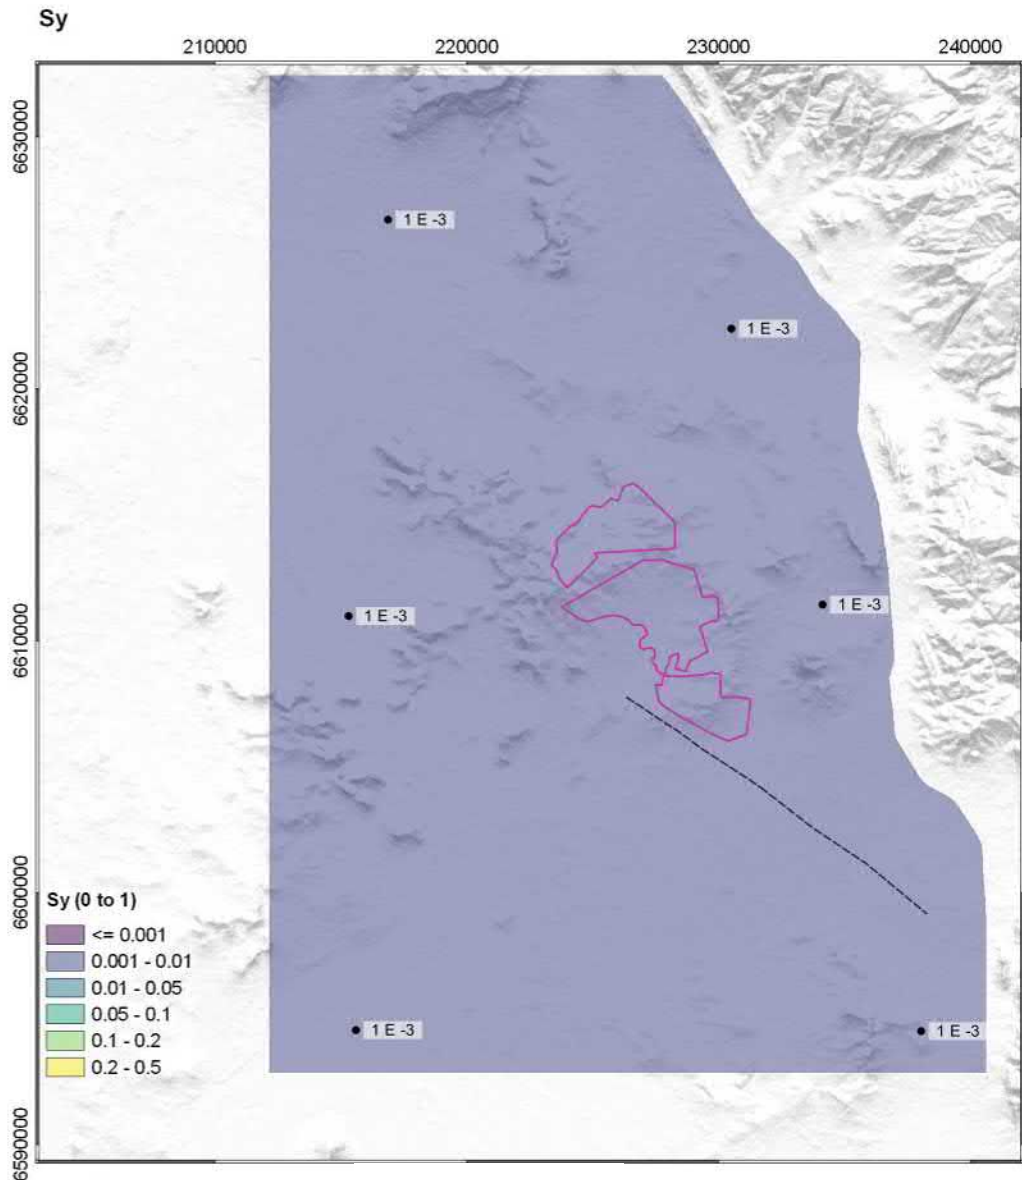 Sy
210000 220000 230000 240000
6630000
1 E -3
1 E -3
6620000
6610000
1 E -3
1 E -3
6600000
Sy (0 to 1)
<= 0.001
0.001 - 0.01
0.01 - 0.05
0.05 - 0.1
0.1 - 0.2
0.2 - 0.5
1 E -3
1 E -3
6590000